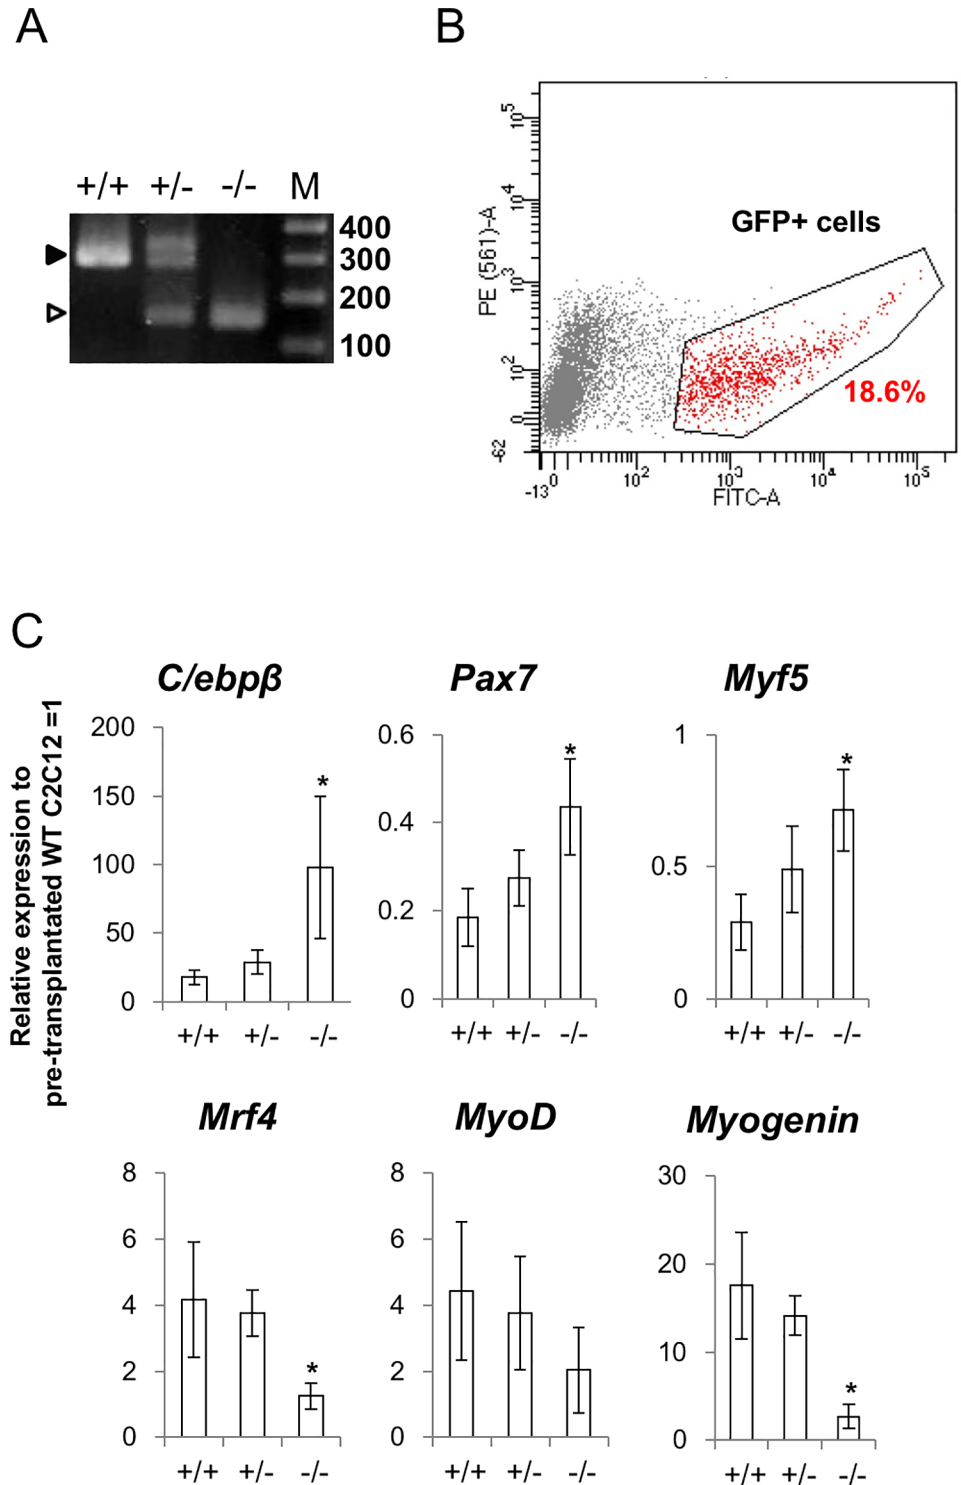 A
B
+/+ +/- -/- M
400
300
200
100
PE (561)-A
10^5
10^4
10^3
10^2
0
-62
GFP+ cells
18.6%
-13 0 10^2 10^3 10^4 10^5
FITC-A
C
Relative expression to
pre-transplantated WT C2C12 =1
C/ebpβ
200
150
100
50
0
*
+/+ +/- -/-
Pax7
0.6
0.4
0.2
0
*
+/+ +/- -/-
Myf5
1
0.5
0
*
+/+ +/- -/-
Mrf4
8
6
4
2
0
*
+/+ +/- -/-
MyoD
8
6
4
2
0
+/+ +/- -/-
Myogenin
30
20
10
0
*
+/+ +/- -/-